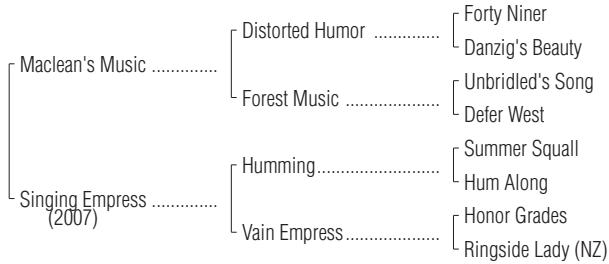 Forty Niner
Distorted Humor ..............
Danzig's Beauty
Maclean's Music ..............
Unbridled's Song
Forest Music ....................
Defer West
Summer Squall
Humming..........................
Hum Along
Singing Empress ..............
(2007)
Honor Grades
Vain Empress....................
Ringside Lady (NZ)